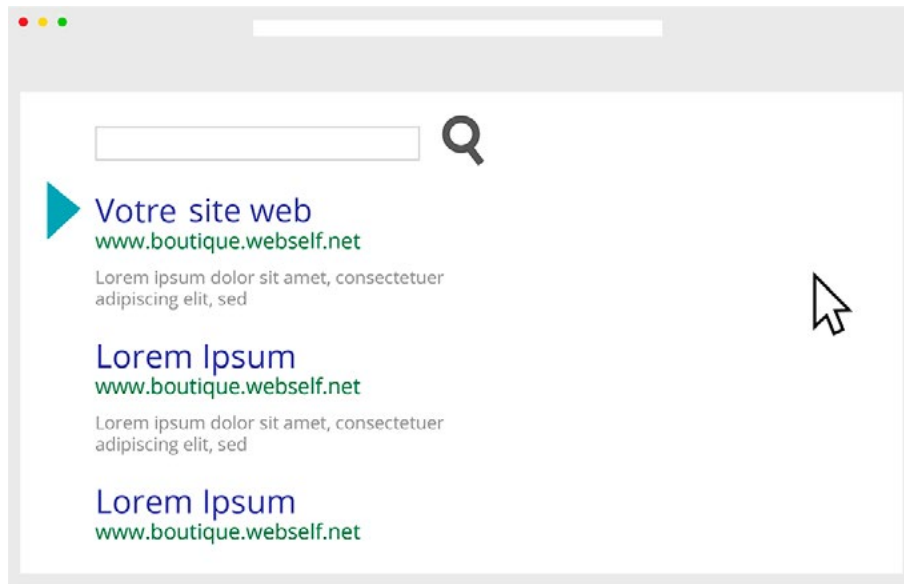 Votre site web
www.boutique.webself.net
Lorem ipsum dolor sit amet, consectetuer
adipiscing elit, sed
Lorem Ipsum
www.boutique.webself.net
Lorem ipsum dolor sit amet, consectetuer
adipiscing elit, sed
Lorem Ipsum
www.boutique.webself.net